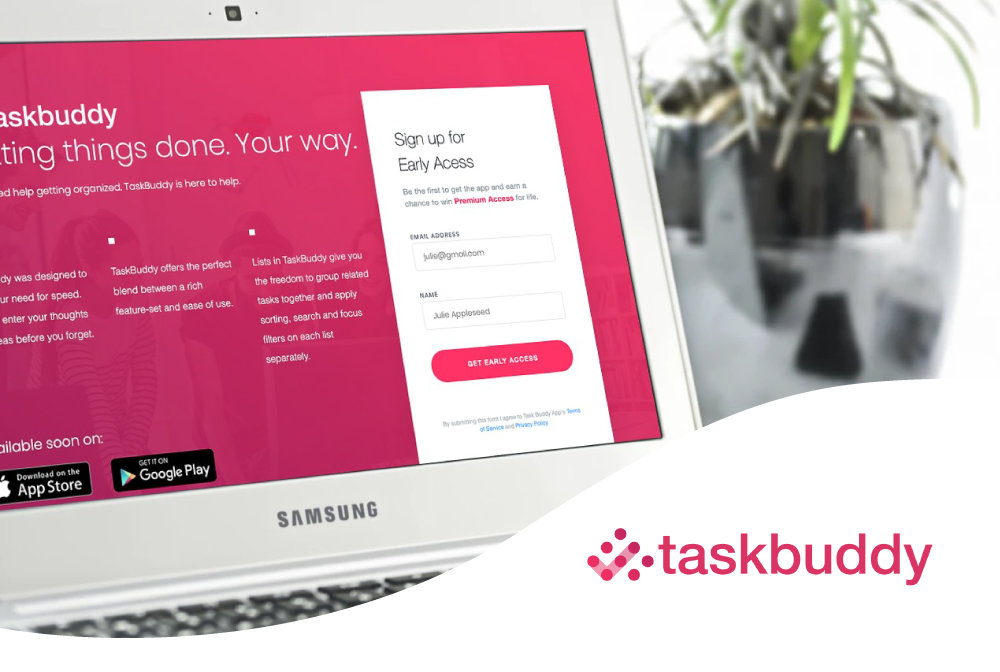 askbuddy
ting things done. Your way.
ed help getting organized. TaskBuddy is here to help.
dy was designed to
ur need for speed.
enter your thoughts
eas before you forget.
TaskBuddy offers the perfect
blend between a rich
feature-set and ease of use.
Lists in TaskBuddy give you
the freedom to group related
tasks together and apply
sorting, search and focus
filters on each list
separately.
ailable soon on:
Download on the
App Store
GET IT ON
Google Play
Sign up for
Early Acess
Be the first to get the app and earn a
chance to win Premium Access for life.
EMAIL ADDRESS
julie@gmail.com
NAME
Julie Appleseed
GET EARLY ACCESS
By submitting this form I agree to Task Buddy App's Terms
of Service and Privacy Policy
SAMSUNG
taskbuddy